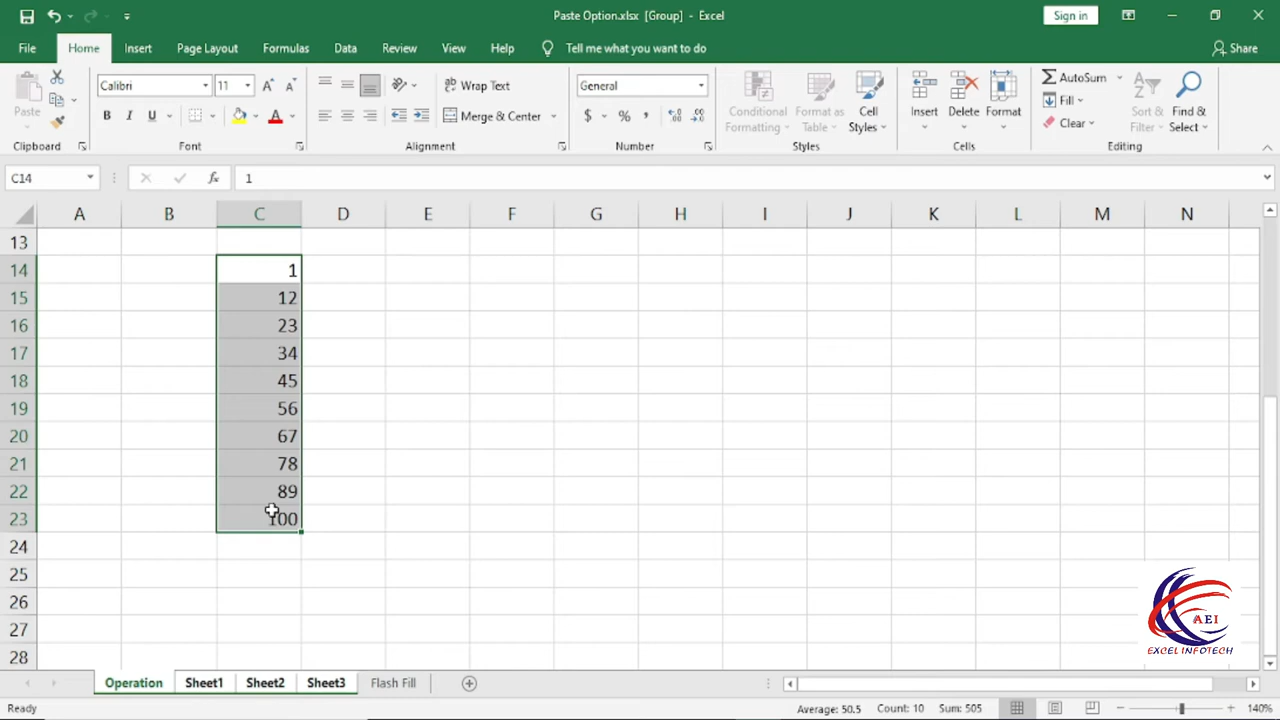 Paste Option.xlsx [Group] - Excel
Sign in
File Home Insert Page Layout Formulas Data Review View Help Tell me what you want to do Share
Paste
Clipboard
Calibri 11
B I U
Font
Wrap Text
Merge & Center
Alignment
General
$ % ,
Number
Conditional Formatting
Format as Table
Cell Styles
Styles
Insert
Delete
Format
Cells
AutoSum
Fill
Clear
Sort & Filter
Find & Select
Editing
C14 fx 1
A B C D E F G H I J K L M N
13
14 1
15 12
16 23
17 34
18 45
19 56
20 67
21 78
22 89
23 100
24
25
26
27
28
AEI
EXCEL INFOTECH
Operation Sheet1 Sheet2 Sheet3 Flash Fill
Ready Average: 50.5 Count: 10 Sum: 505 140%